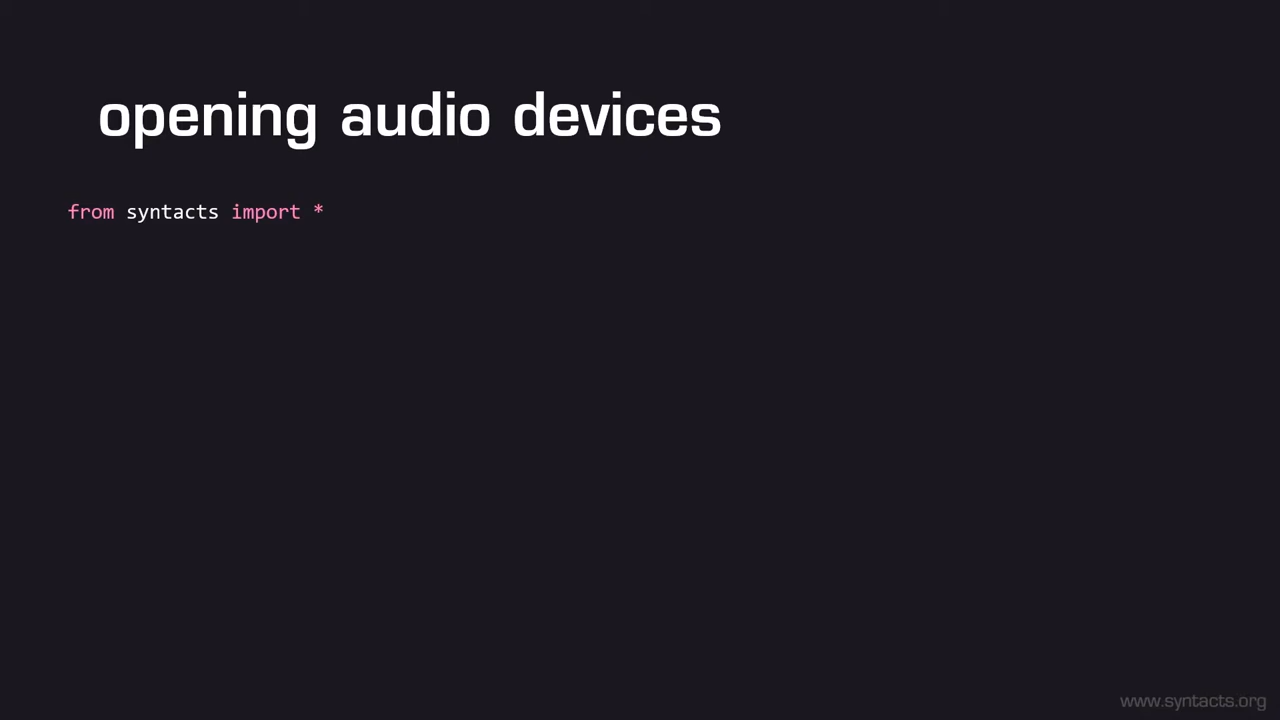 opening audio devices
from syntacts import *
www.syntacts.org